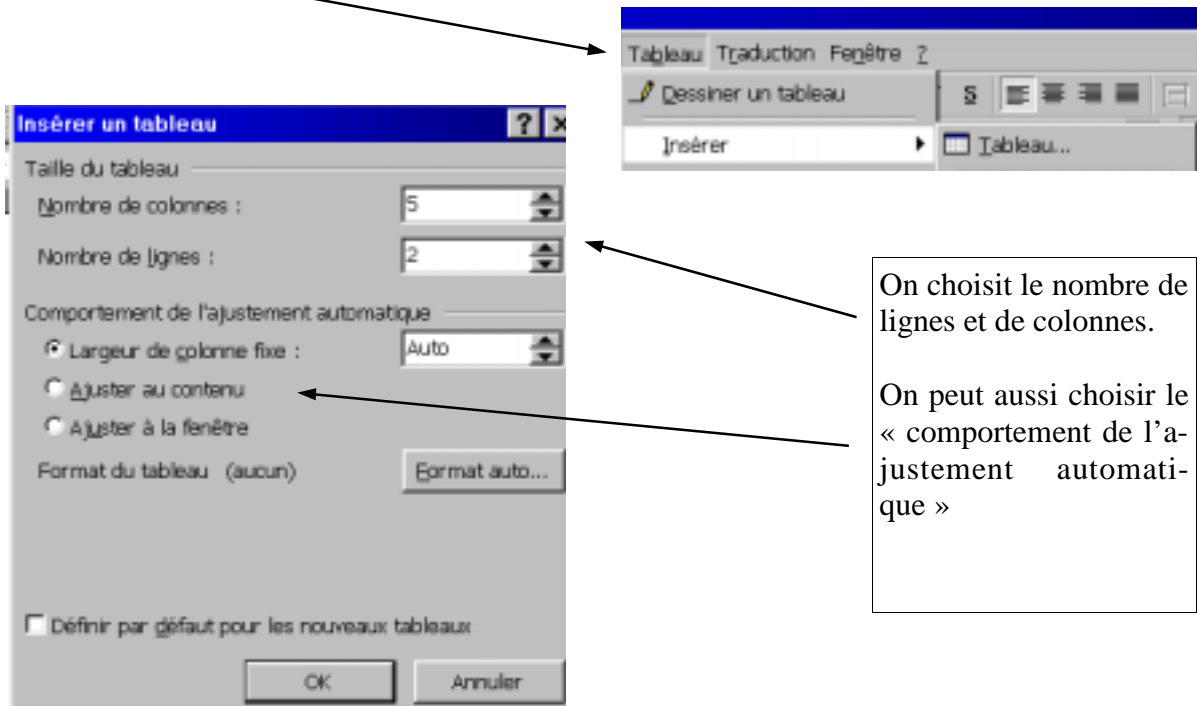 Tableau Traduction Fenêtre ?
Dessiner un tableau
S
Insérer
Tableau...
Insérer un tableau
?
Taille du tableau
Nombre de colonnes :
5
Nombre de lignes :
2
Comportement de l'ajustement automatique
Largeur de colonne fixe :
Auto
Ajuster au contenu
Ajuster à la fenêtre
Format du tableau (aucun)
Format auto...
Définir par défaut pour les nouveaux tableaux
OK
Annuler
On choisit le nombre de
lignes et de colonnes.
On peut aussi choisir le
« comportement de l’a-
justement automati-
que »